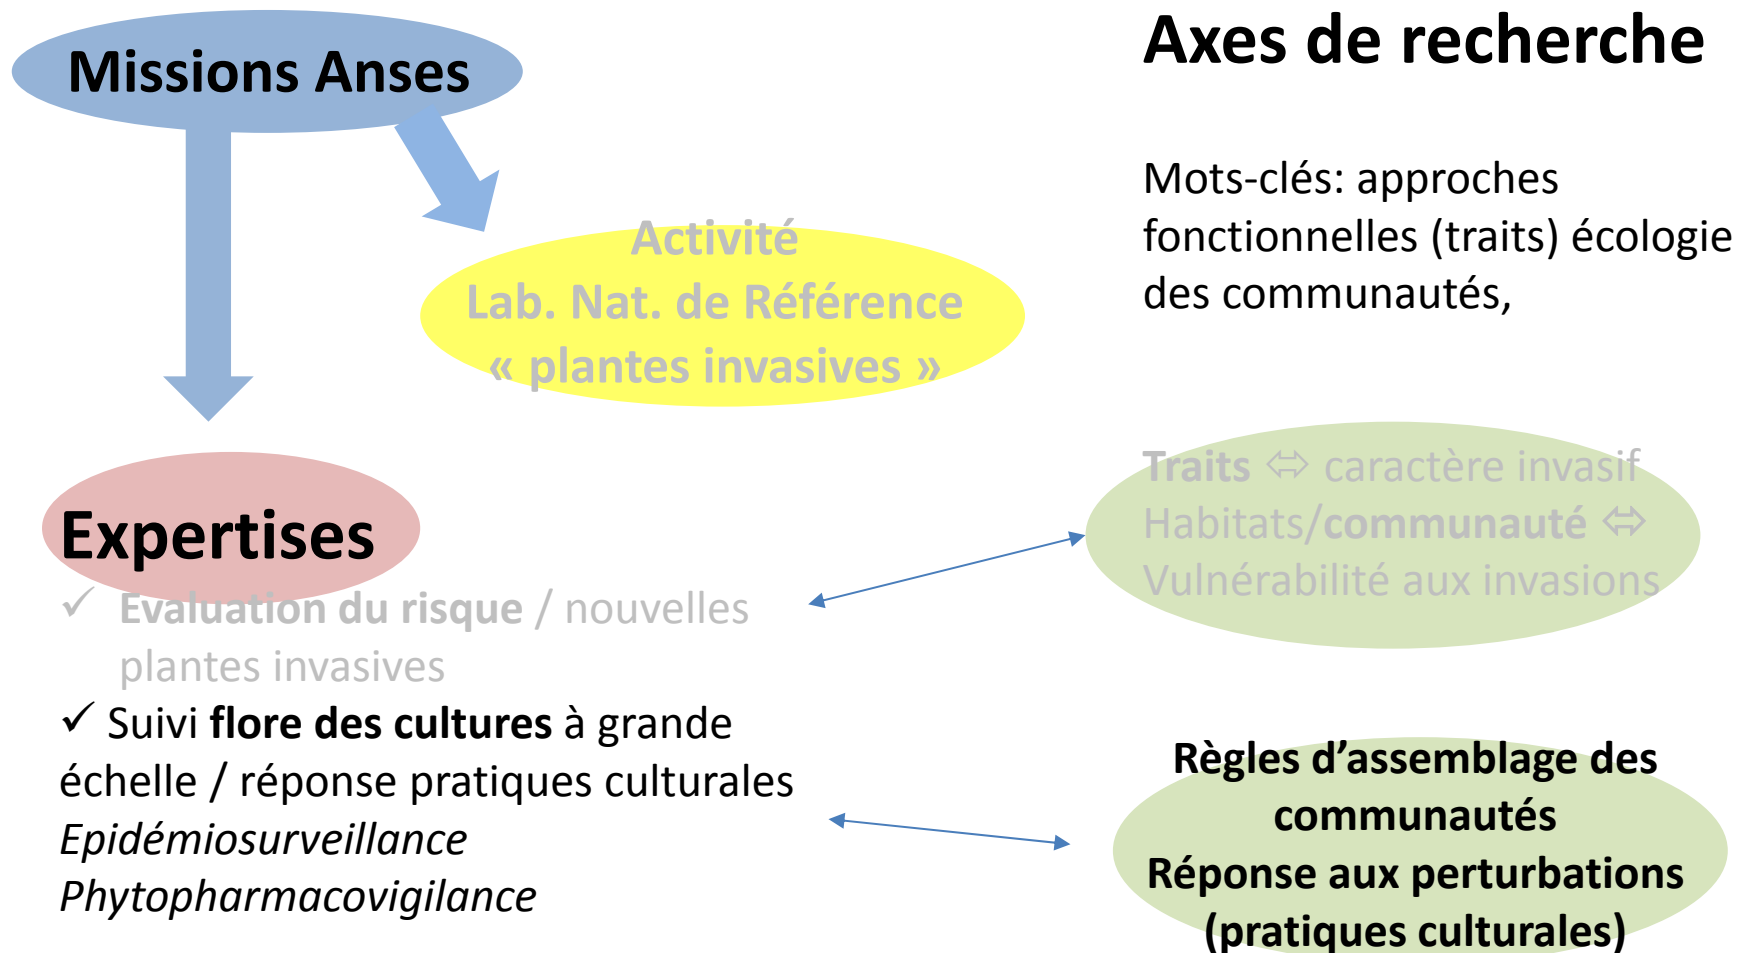 Missions Anses
Axes de recherche
Mots-clés: approches
fonctionnelles (traits) écologie
des communautés,
Activité
Lab. Nat. de Référence
« plantes invasives »
Expertises
✓ Evaluation du risque / nouvelles
plantes invasives
✓ Suivi flore des cultures à grande
échelle / réponse pratiques culturales
Epidémiosurveillance
Phytopharmacovigilance
Traits ⇔ caractère invasif
Habitats/communauté ⇔
Vulnérabilité aux invasions
Règles d’assemblage des
communautés
Réponse aux perturbations
(pratiques culturales)